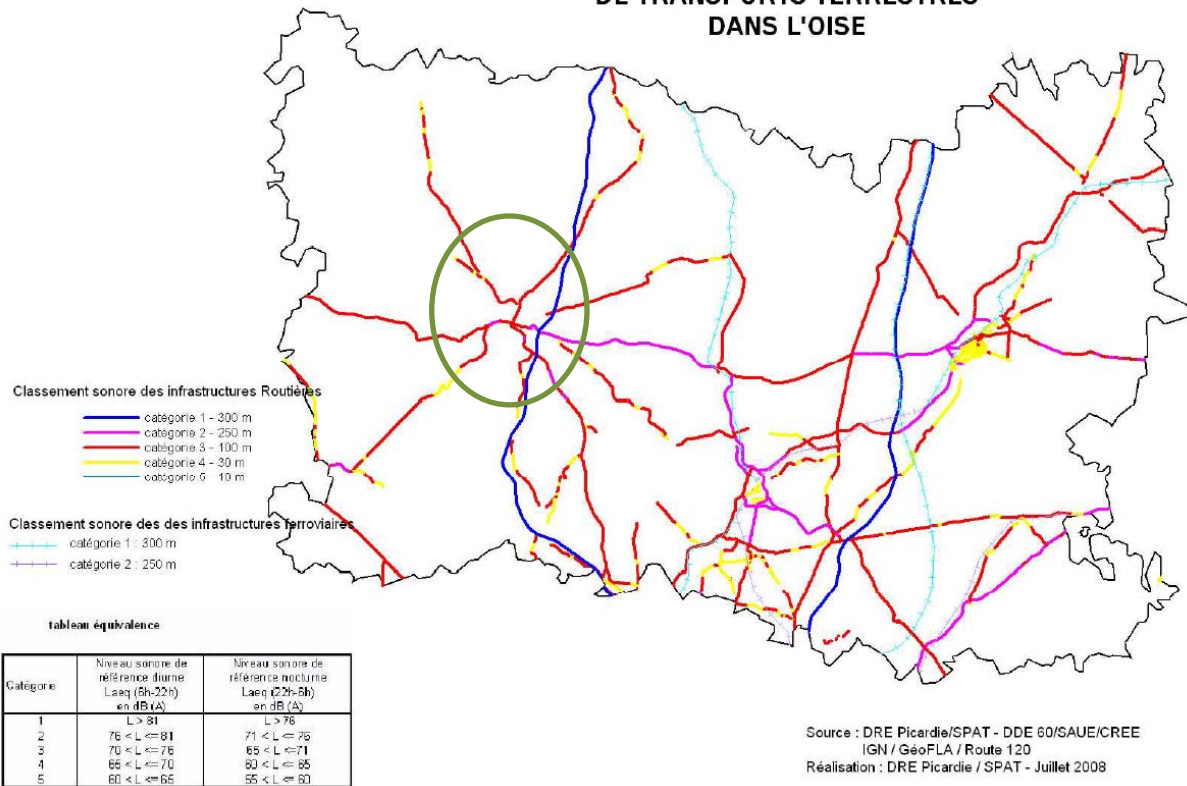 DE TRANSPORTS TERRESTRES
DANS L'OISE
Classement sonore des infrastructures Routières
catégorie 1 - 300 m
catégorie 2 - 250 m
catégorie 3 - 100 m
catégorie 4 - 30 m
catégorie 5 - 10 m
Classement sonore des des infrastructures ferroviaires
catégorie 1 : 300 m
catégorie 2 : 250 m
tableau équivalence
Catégorie
Niveau sonore de
référence diurne
Laeq (6h-22h)
en dB (A)
Niveau sonore de
référence nocturne
Laeq (22h-6h)
en dB (A)
1 L > 81 L > 76
2 76 < L <= 81 71 < L <= 76
3 70 < L <= 76 65 < L <= 71
4 65 < L <= 70 60 < L <= 65
5 60 < L <= 65 55 < L <= 60
Source : DRE Picardie/SPAT - DDE 60/SAUE/CREE
IGN / GéoFLA / Route 120
Réalisation : DRE Picardie / SPAT - Juillet 2008